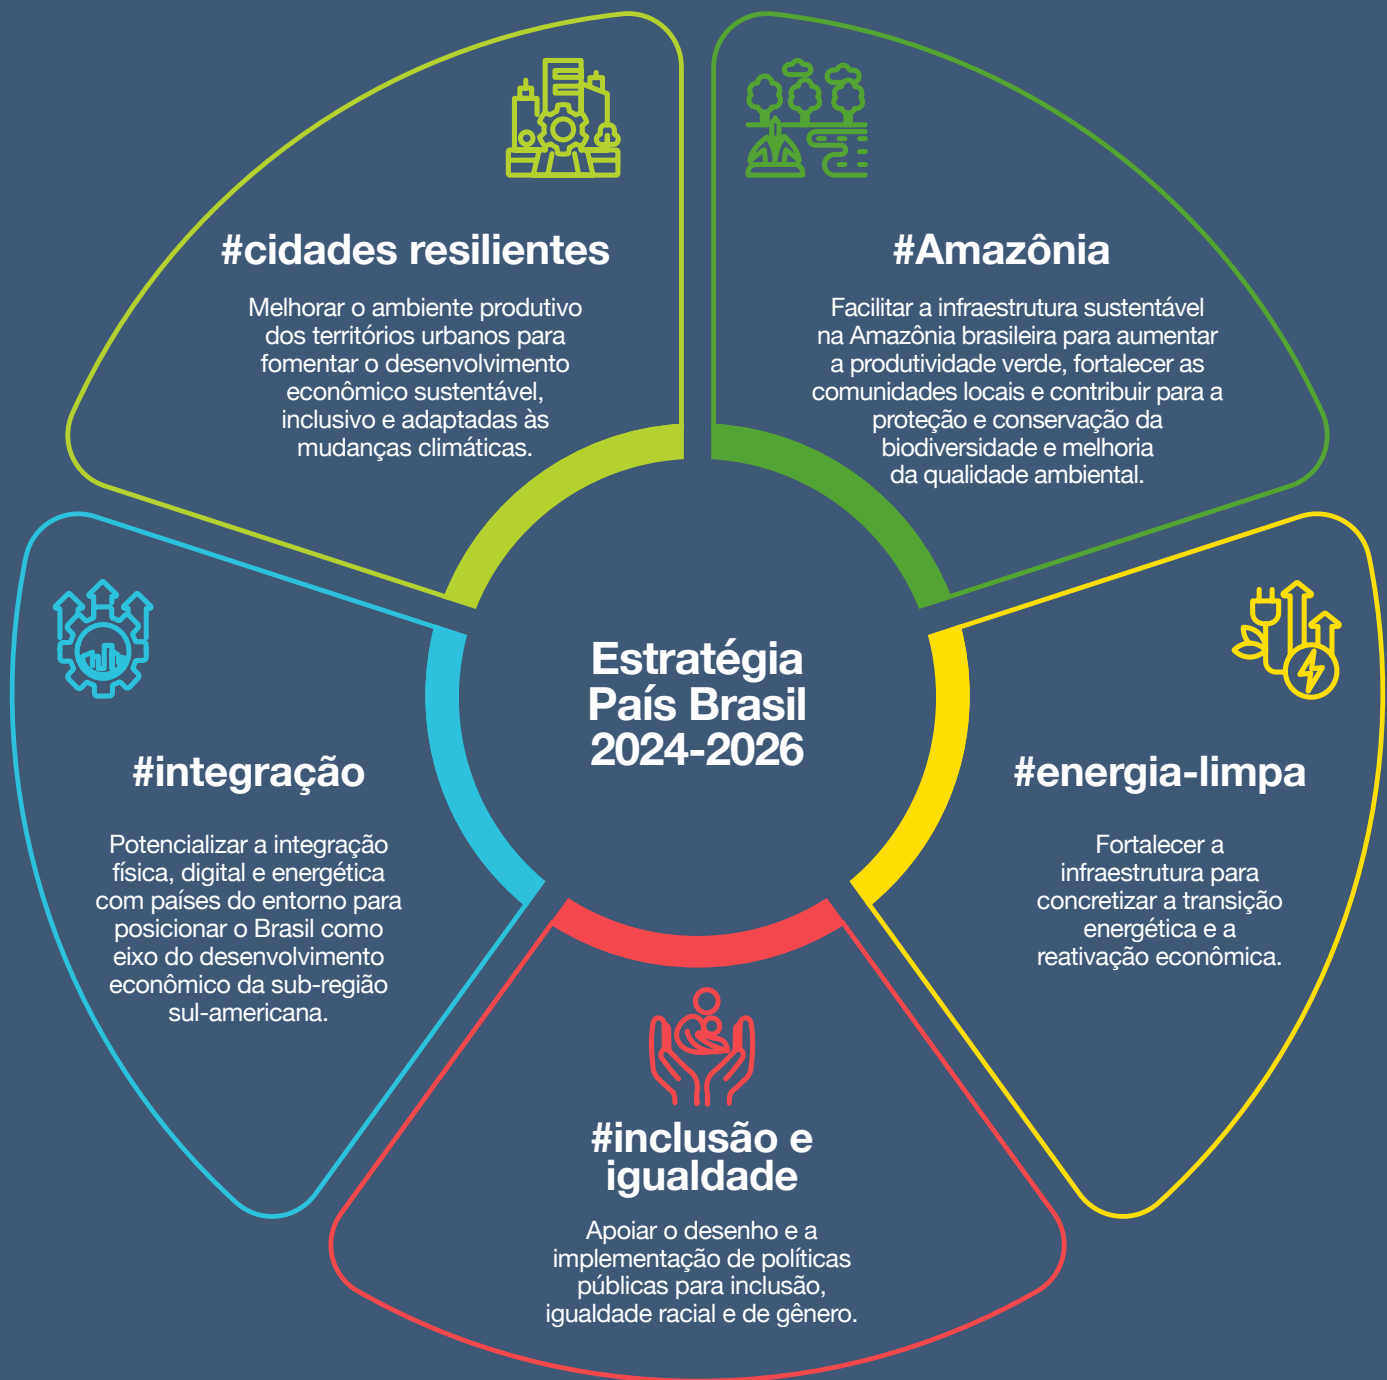 #cidades resilientes
Melhorar o ambiente produtivo
dos territórios urbanos para
fomentar o desenvolvimento
econômico sustentável,
inclusivo e adaptadas às
mudanças climáticas.
#Amazônia
Facilitar a infraestrutura sustentável
na Amazônia brasileira para aumentar
a produtividade verde, fortalecer as
comunidades locais e contribuir para a
proteção e conservação da
biodiversidade e melhoria
da qualidade ambiental.
Estratégia
País Brasil
2024-2026
#integração
Potencializar a integração
física, digital e energética
com países do entorno para
posicionar o Brasil como
eixo do desenvolvimento
econômico da sub-região
sul-americana.
#energia-limpa
Fortalecer a
infraestrutura para
concretizar a transição
energética e a
reativação econômica.
#inclusão e
igualdade
Apoiar o desenho e a
implementação de políticas
públicas para inclusão,
igualdade racial e de gênero.